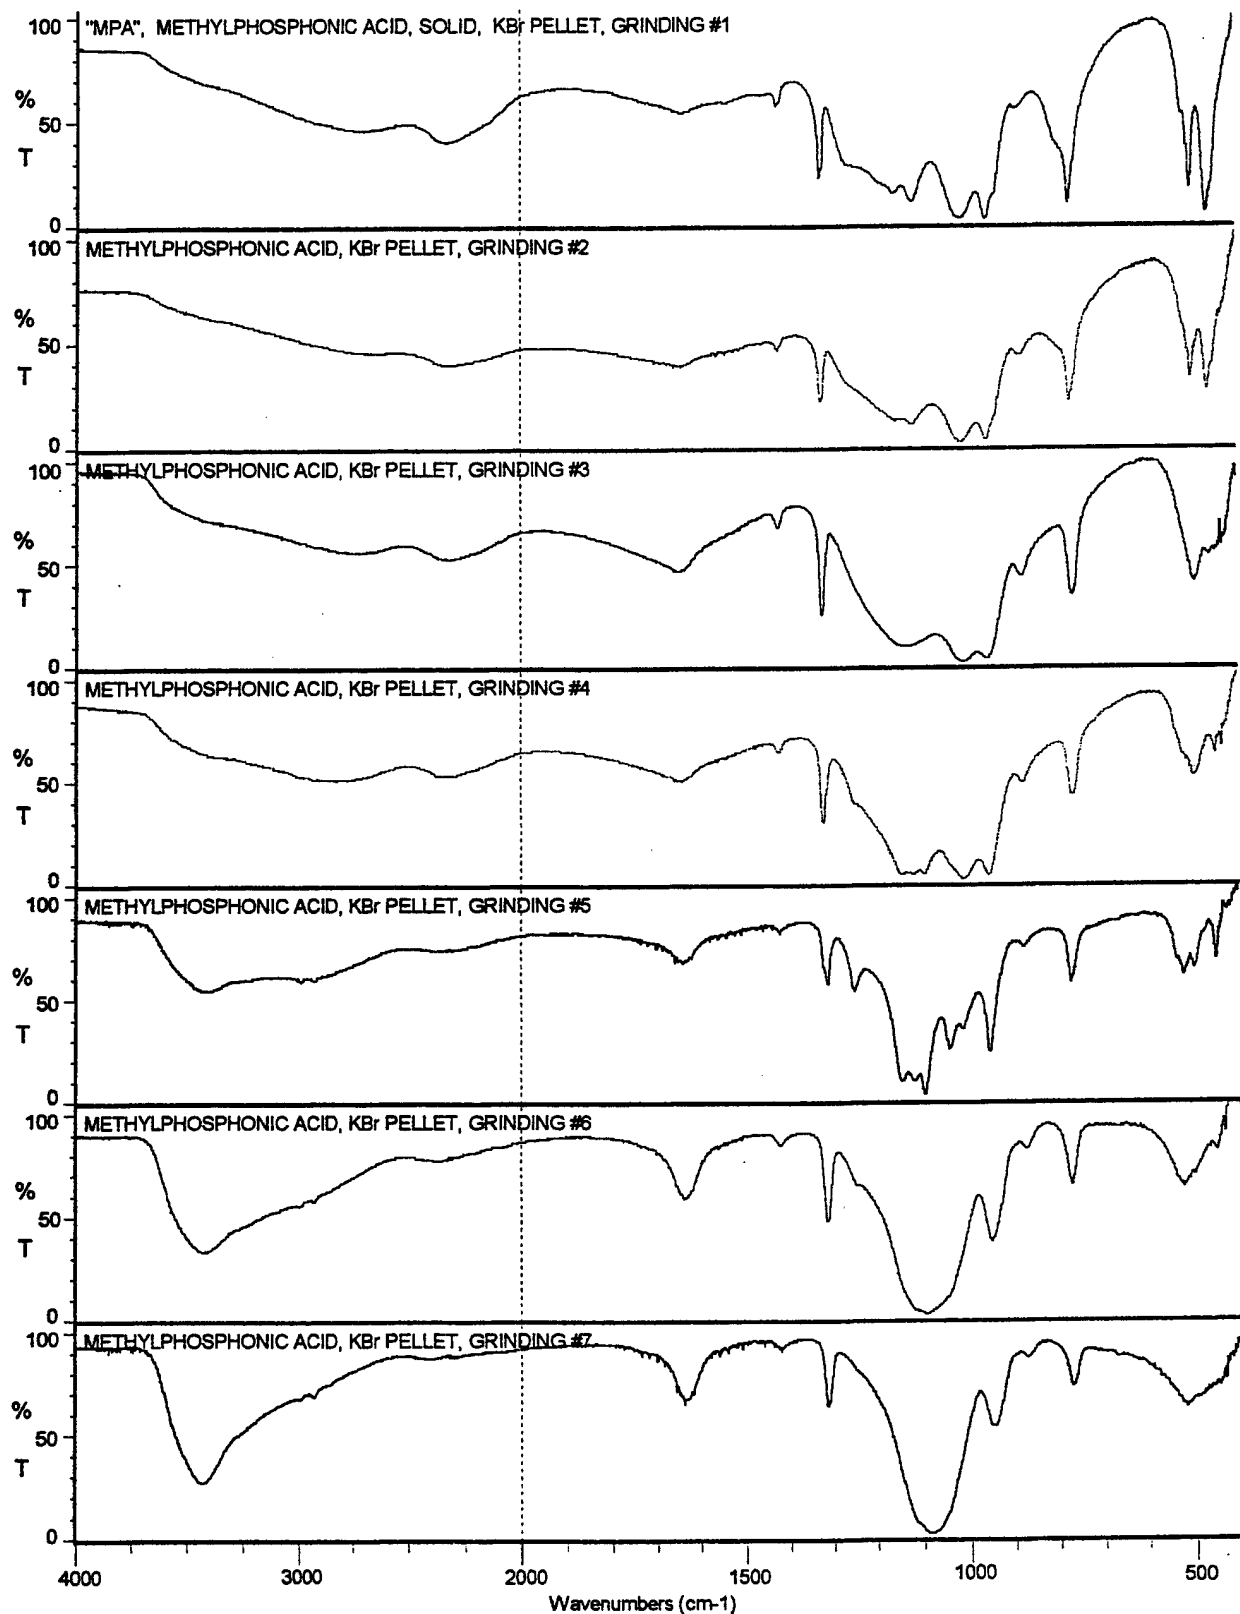 "MPA", METHYLPHOSPHONIC ACID, SOLID, KBr PELLET, GRINDING #1
100
%
50
T
0
METHYLPHOSPHONIC ACID, KBr PELLET, GRINDING #2
100
%
50
T
0
METHYLPHOSPHONIC ACID, KBr PELLET, GRINDING #3
100
%
50
T
0
METHYLPHOSPHONIC ACID, KBr PELLET, GRINDING #4
100
%
50
T
0
METHYLPHOSPHONIC ACID, KBr PELLET, GRINDING #5
100
%
50
T
0
METHYLPHOSPHONIC ACID, KBr PELLET, GRINDING #6
100
%
50
T
0
METHYLPHOSPHONIC ACID, KBr PELLET, GRINDING #7
100
%
50
T
0
4000 3000 2000 1500 1000 500
Wavenumbers (cm-1)